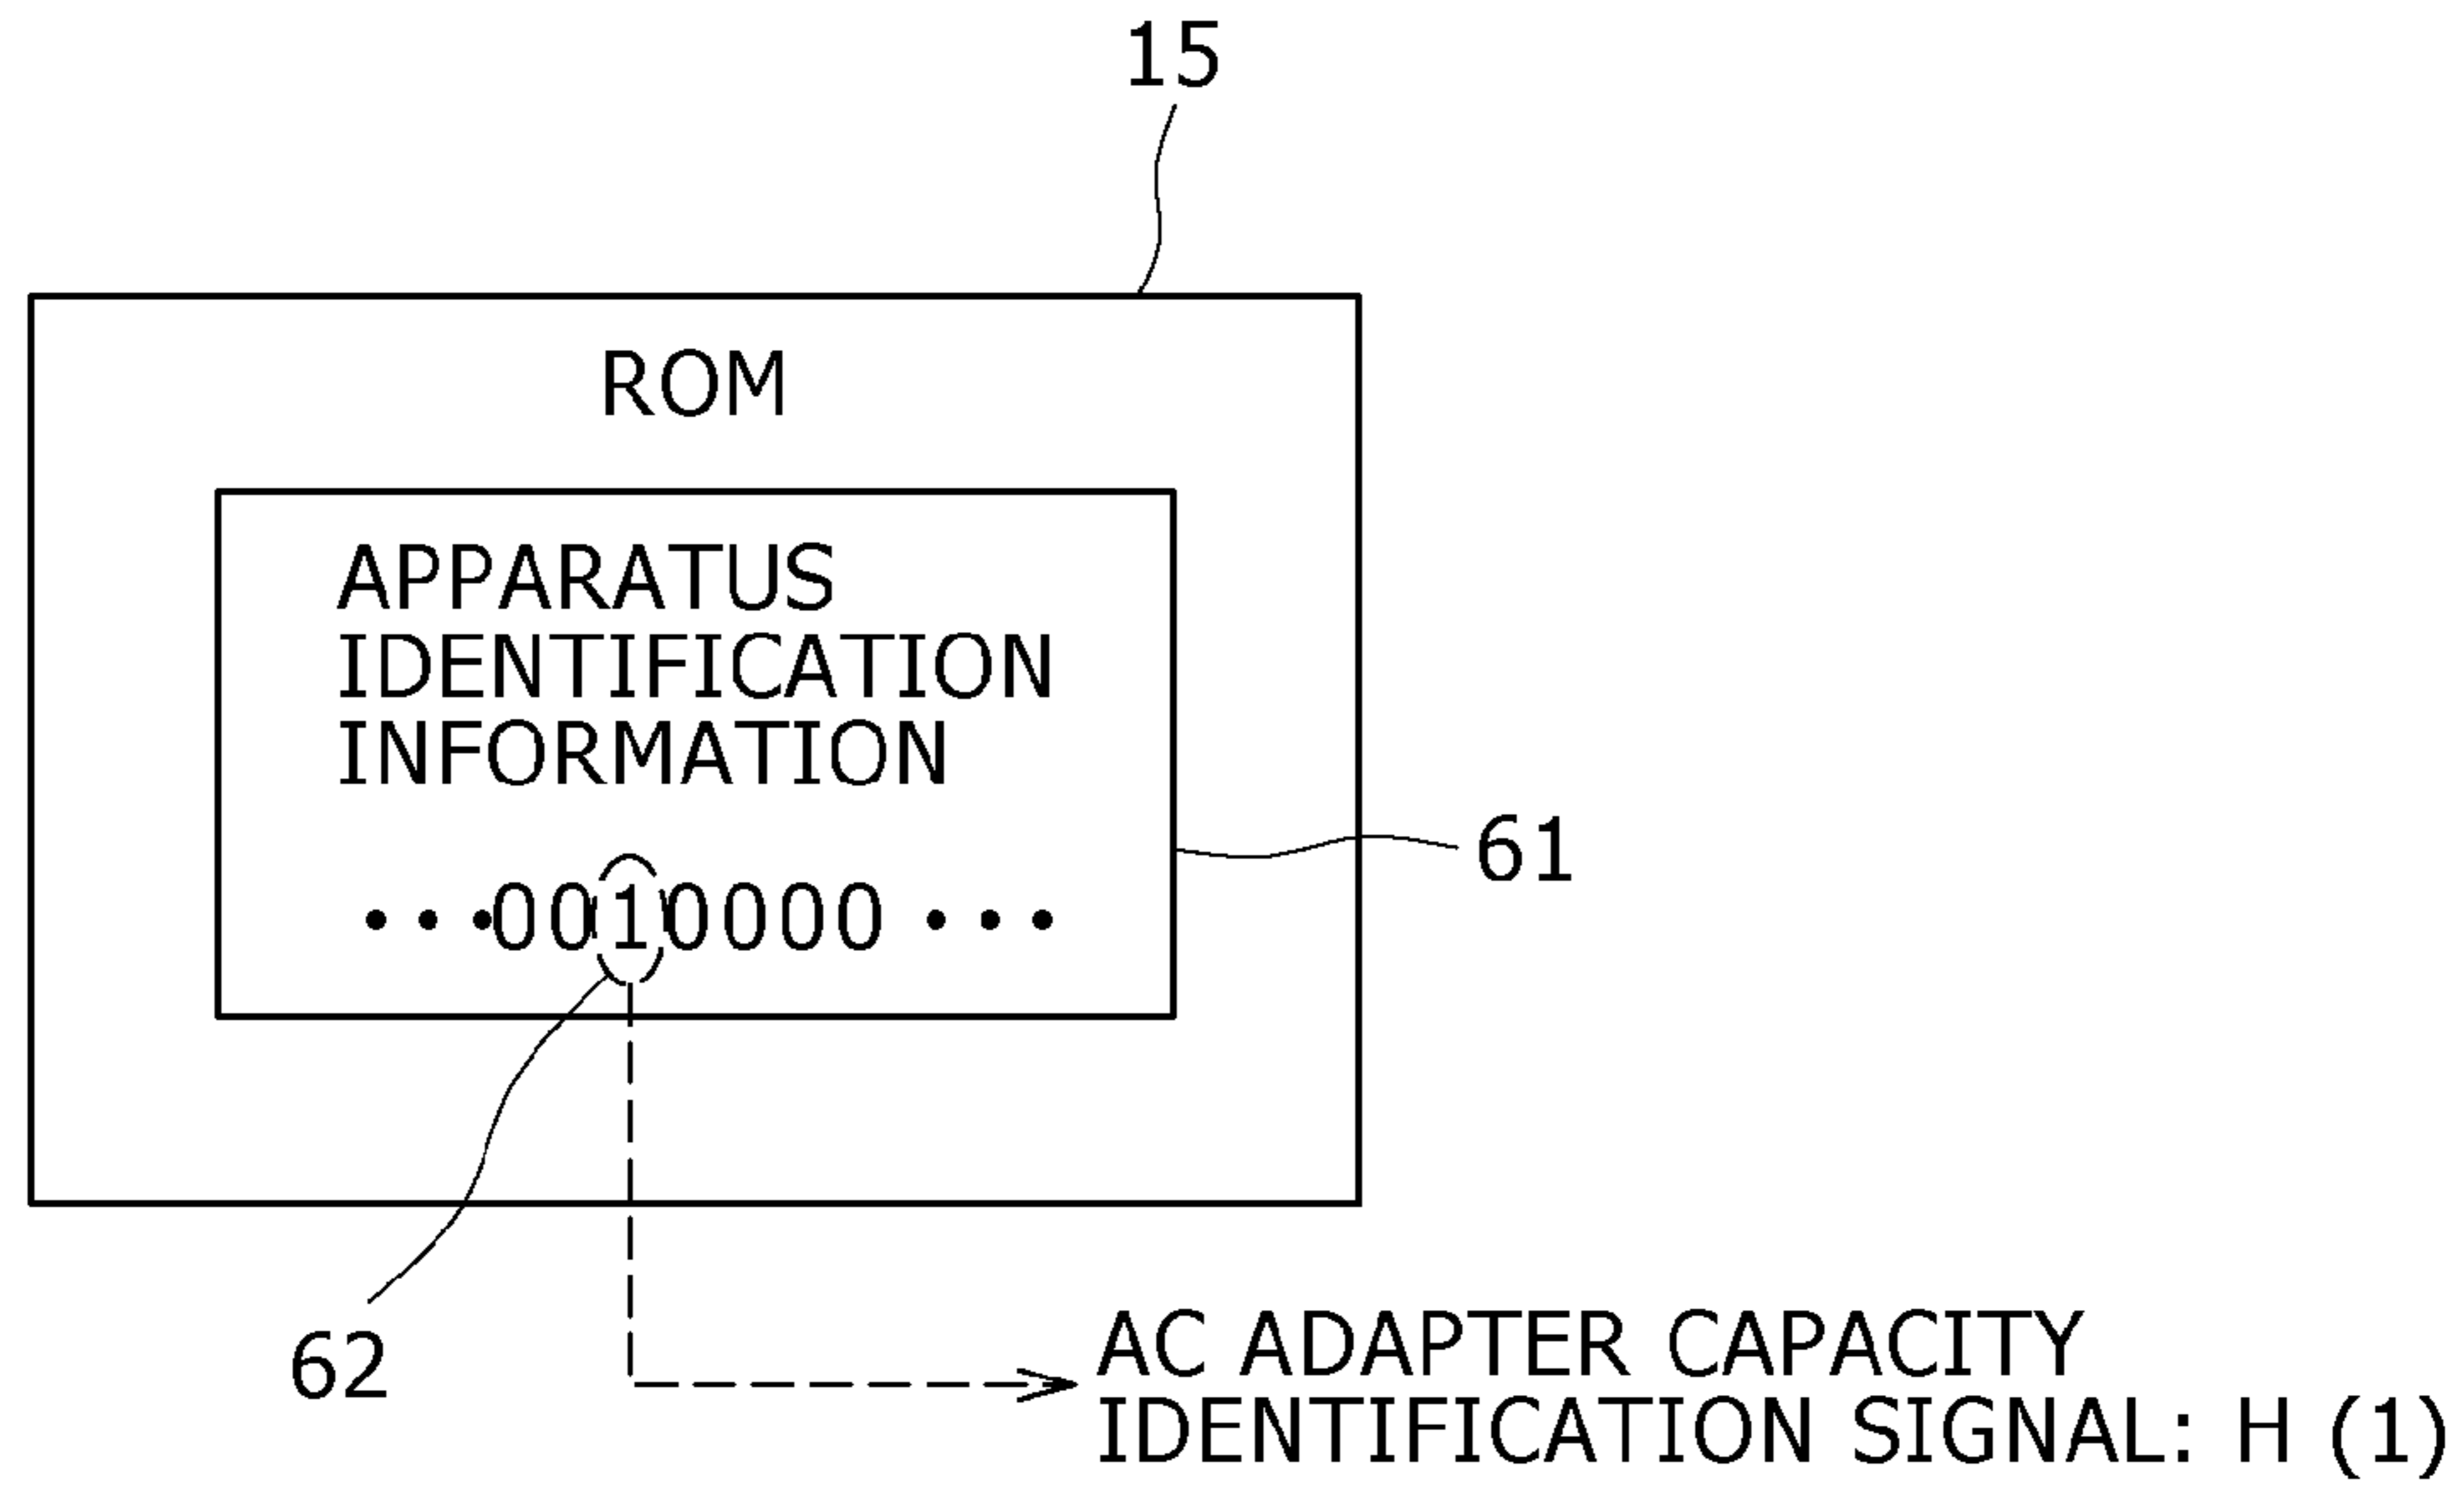 15
ROM
APPARATUS
IDENTIFICATION
INFORMATION
61
•••0010000•••
62
AC ADAPTER CAPACITY
IDENTIFICATION SIGNAL: H (1)